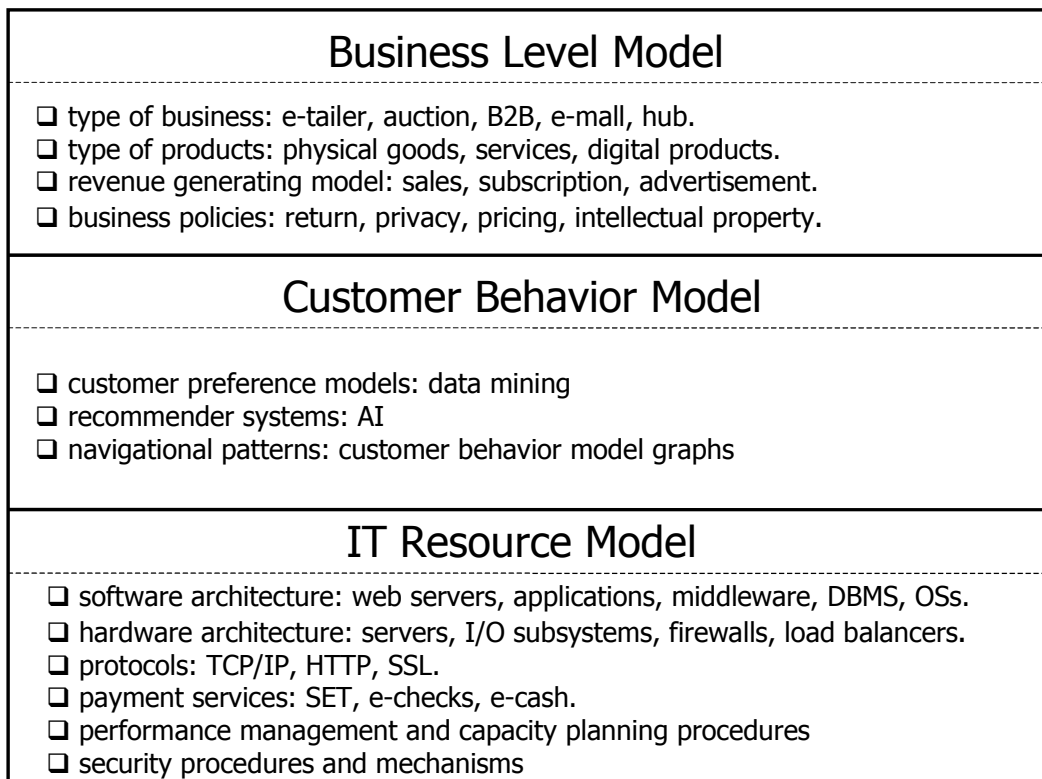 Business Level Model
❑ type of business: e-tailer, auction, B2B, e-mall, hub.
❑ type of products: physical goods, services, digital products.
❑ revenue generating model: sales, subscription, advertisement.
❑ business policies: return, privacy, pricing, intellectual property.
Customer Behavior Model
❑ customer preference models: data mining
❑ recommender systems: AI
❑ navigational patterns: customer behavior model graphs
IT Resource Model
❑ software architecture: web servers, applications, middleware, DBMS, OSs.
❑ hardware architecture: servers, I/O subsystems, firewalls, load balancers.
❑ protocols: TCP/IP, HTTP, SSL.
❑ payment services: SET, e-checks, e-cash.
❑ performance management and capacity planning procedures
❑ security procedures and mechanisms